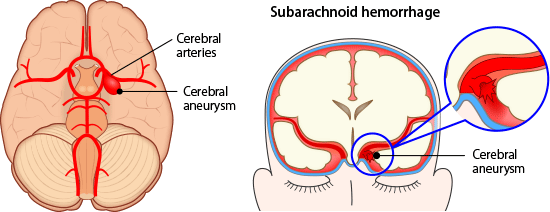 Subarachnoid hemorrhage
Cerebral
arteries
Cerebral
aneurysm
Cerebral
aneurysm